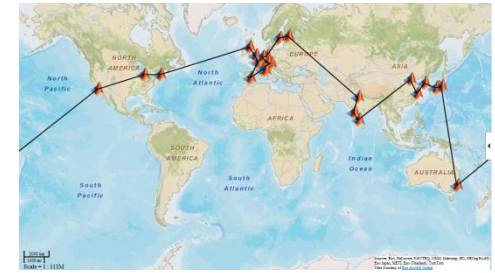 NORTH
AMERICA
EUROPE
ASIA
North
Pacific
North
Atlantic
AFRICA
SOUTH
AMERICA
Indian
Ocean
AUSTRALIA
South
Pacific
South
Atlantic
Scale = 1 : 111M